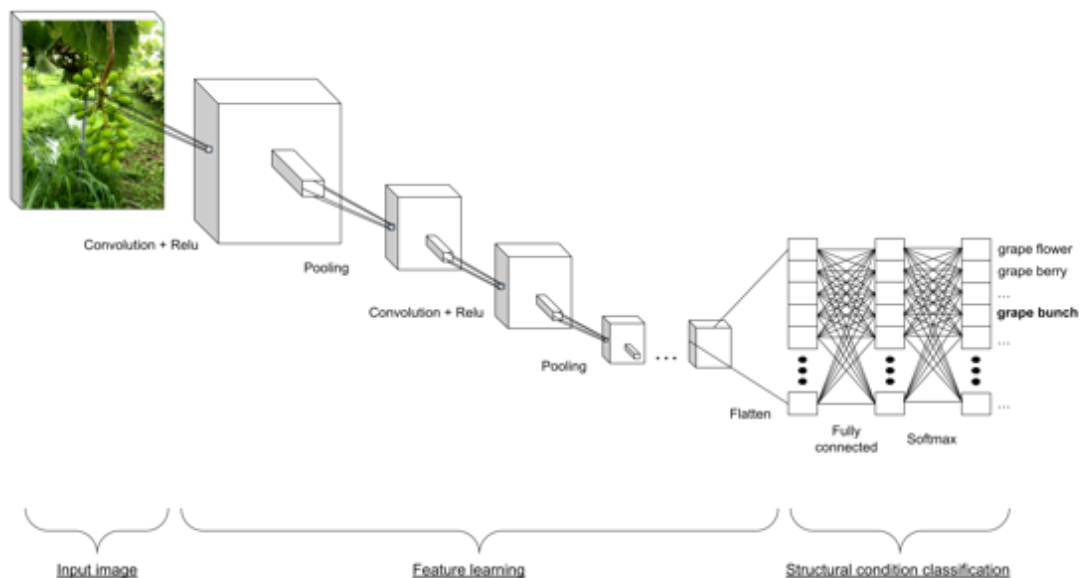 Convolution + Relu
Pooling
Convolution + Relu
Pooling
Flatten
grape flower
grape berry
...
grape bunch
...
...
...
Fully
connected
Softmax
Input image
Feature learning
Structural condition classification